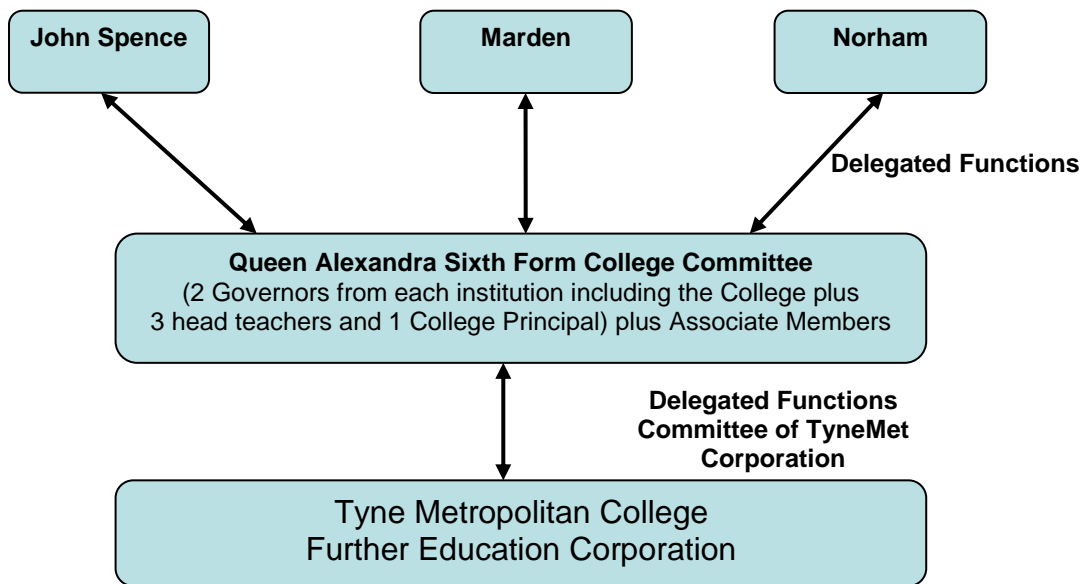 John Spence
Marden
Norham
Delegated Functions
Queen Alexandra Sixth Form College Committee
(2 Governors from each institution including the College plus
3 head teachers and 1 College Principal) plus Associate Members
Delegated Functions
Committee of TyneMet
Corporation
Tyne Metropolitan College
Further Education Corporation